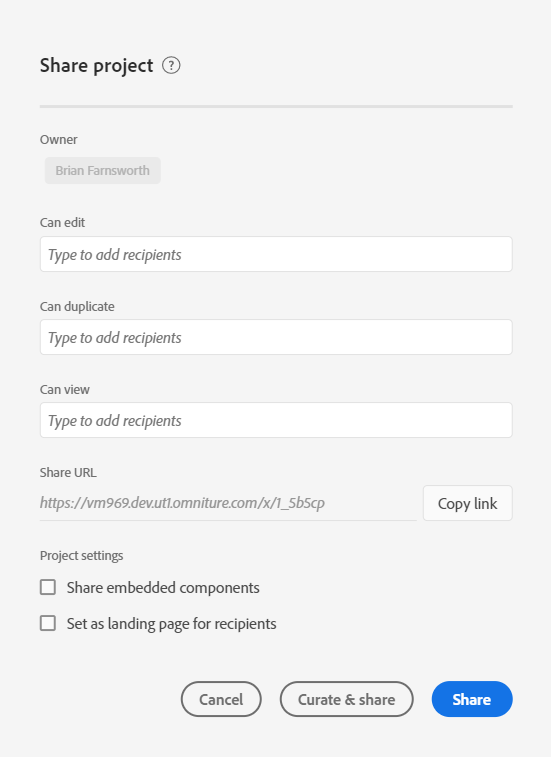 Share project ?
Owner
Brian Farnsworth
Can edit
Type to add recipients
Can duplicate
Type to add recipients
Can view
Type to add recipients
Share URL
https://vm969.dev.ut1.omniture.com/x/1_5b5cp
Copy link
Project settings
Share embedded components
Set as landing page for recipients
Cancel
Curate & share
Share